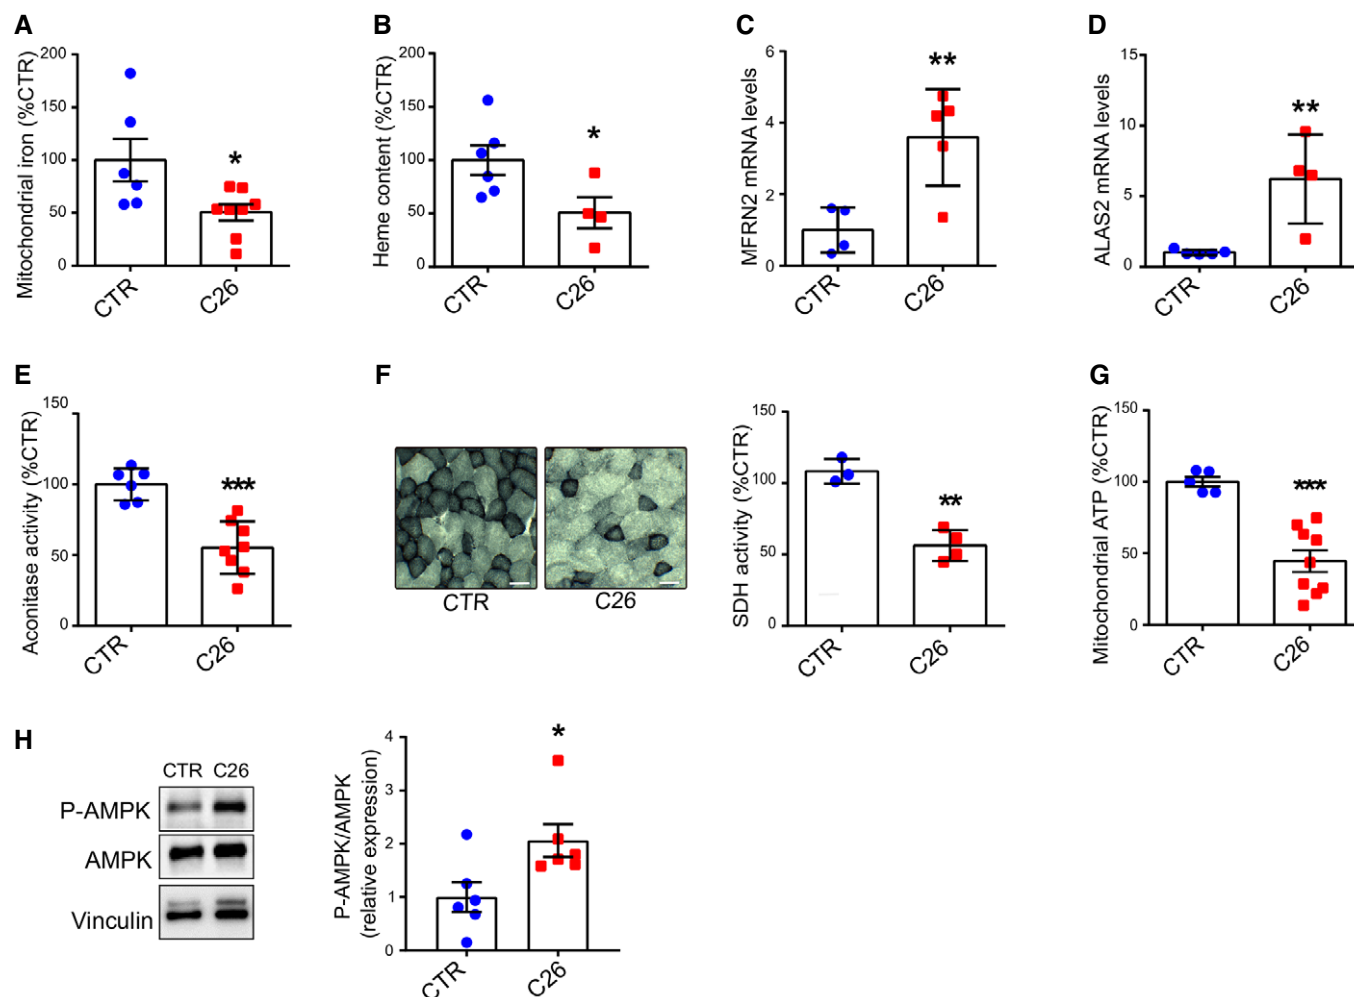 A
Mitochondrial iron (%CTR)
200
150
100
50
0
*
CTR
C26
B
Heme content (%CTR)
200
150
100
50
0
*
CTR
C26
C
MFRN2 mRNA levels
6
4
2
0
**
CTR
C26
D
ALAS2 mRNA levels
15
10
5
0
**
CTR
C26
E
Aconitase activity (%CTR)
150
100
50
0
***
CTR
C26
F
CTR
C26
SDH activity (%CTR)
150
100
50
0
**
CTR
C26
G
Mitochondrial ATP (%CTR)
150
100
50
0
***
CTR
C26
H
CTR C26
P-AMPK
AMPK
Vinculin
P-AMPK/AMPK
(relative expression)
4
3
2
1
0
*
CTR
C26